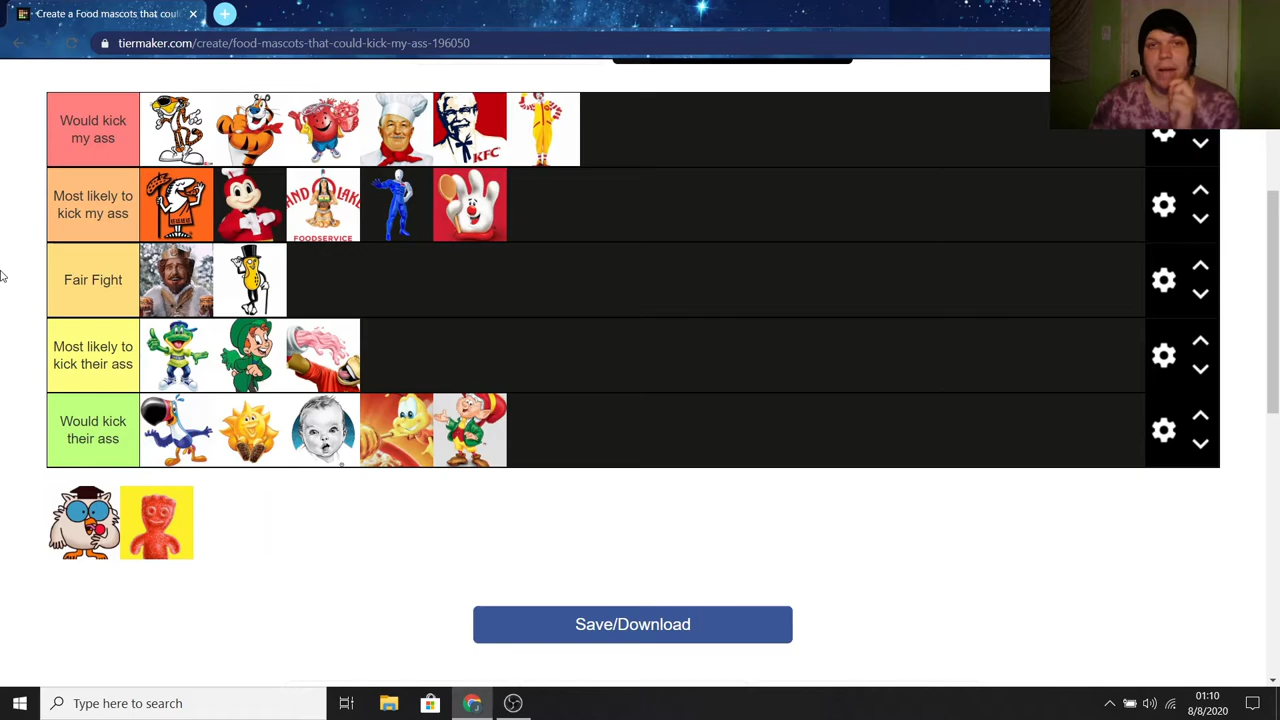 Create a Food mascots that coul
tiermaker.com/create/food-mascots-that-could-kick-my-ass-196050
Would kick
my ass
KFC
Most likely to
kick my ass
AND LAKE
FOODSERVICE
Fair Fight
Most likely to
kick their ass
Would kick
their ass
Save/Download
Type here to search
01:10
8/8/2020